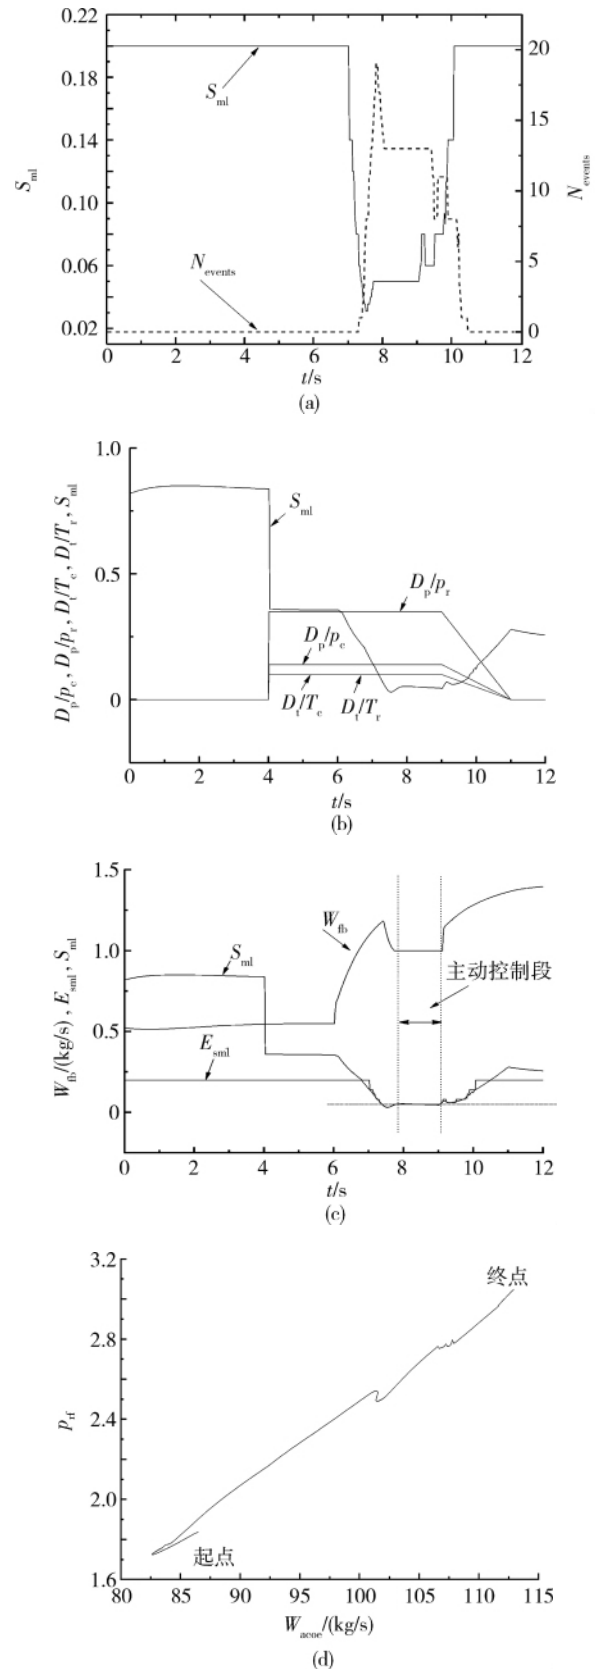 0.22
0.18
0.14
0.10
0.06
0.02
S_ml
20
15
10
5
0
N_events
S_ml
N_events
0 2 4 6 8 10 12
t/s
(a)
1.0
0.5
0
D_p/p_c, D_p/p_r, D_t/T_c, D_t/T_r, S_ml
S_ml
D_p/p_r
D_p/p_c
D_t/T_c D_t/T_r
0 2 4 6 8 10 12
t/s
(b)
1.5
1.0
0.5
0
W_fb/(kg/s), E_sml, S_ml
W_fb
S_ml
主动控制段
E_sml
0 2 4 6 8 10 12
t/s
(c)
3.2
2.8
2.4
2.0
1.6
p_rf
终点
起点
80 85 90 95 100 105 110 115
W_acoe/(kg/s)
(d)